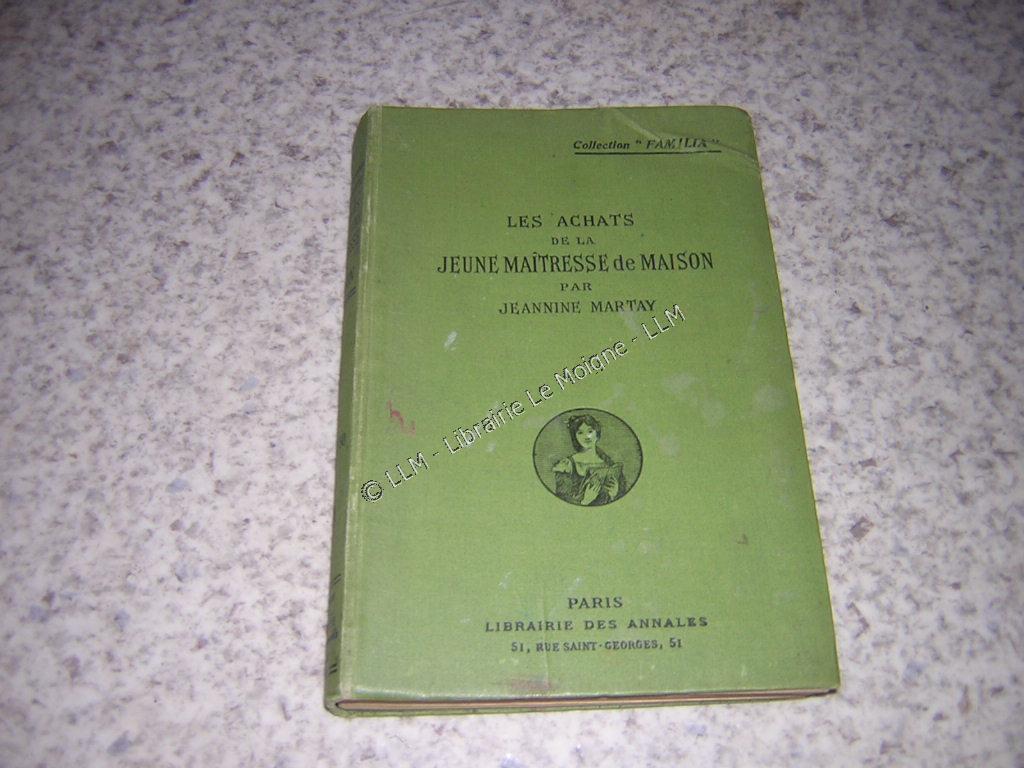 Collection "FAMILIA"
LES ACHATS
DE LA
JEUNE MAÎTRESSE de MAISON
PAR
JEANNINE MARTAY
© LLM - Librairie Le Moigne - LLM
PARIS
LIBRAIRIE DES ANNALES
51, RUE SAINT-GEORGES, 51